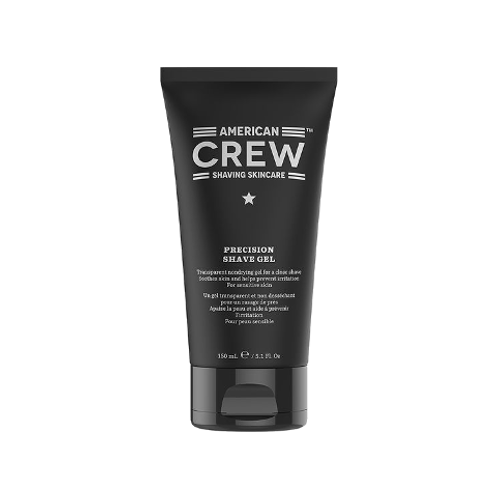 AMERICAN ™
CREW
SHAVING SKINCARE
PRECISION
SHAVE GEL
Transparent nondrying gel for a close shave
Soothes skin and helps prevent irritation
For sensitive skin
Un gel transparent et non desséchant
pour un rasage de près
Apaise la peau et aide à prévenir
l'irritation
Pour peau sensible
150 mL ℮ / 5.1 Fl. Oz